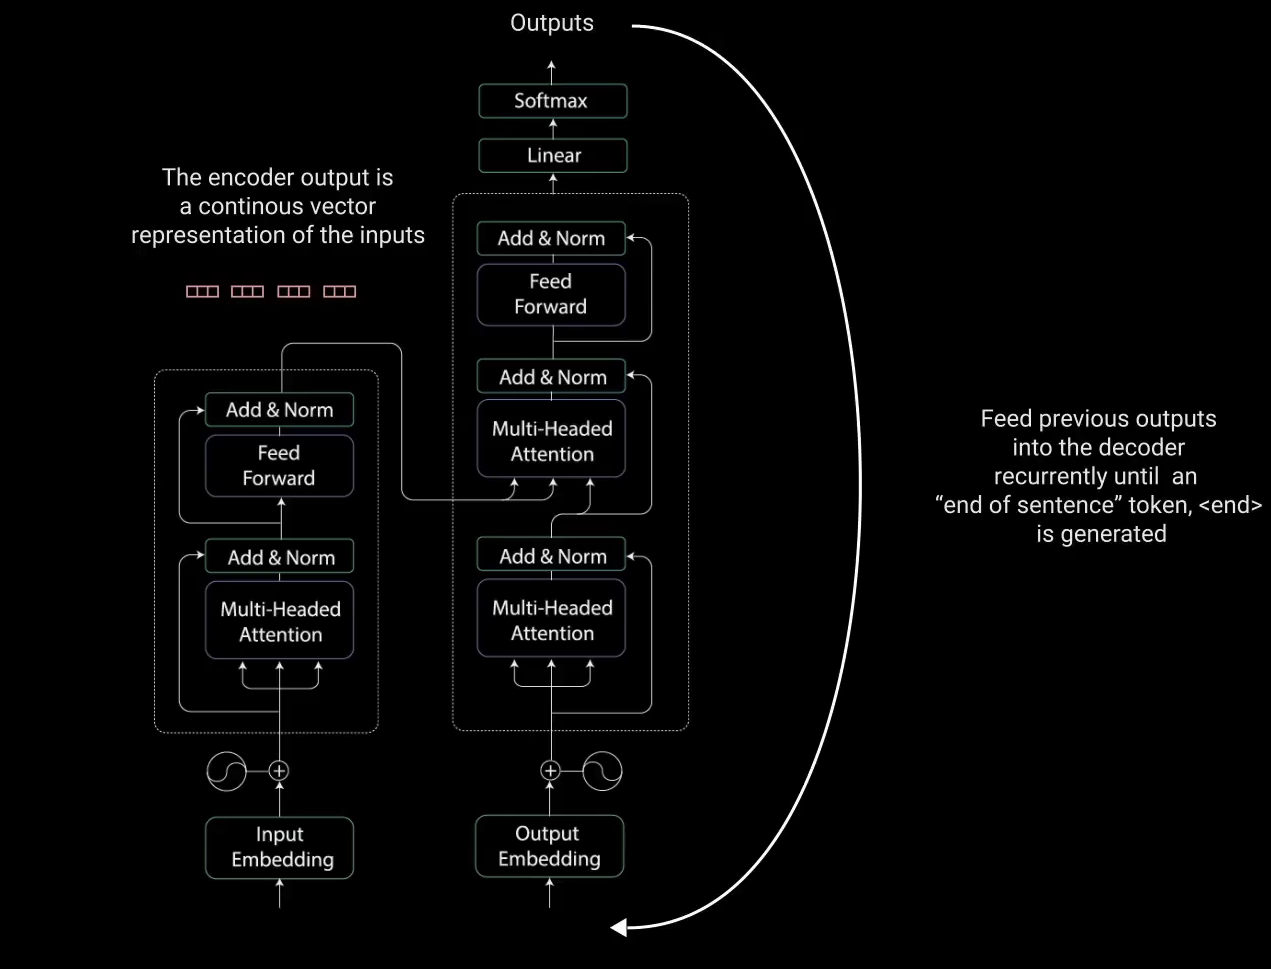 Outputs
Softmax
Linear
The encoder output is
a continous vector
representation of the inputs
Add & Norm
Feed
Forward
Add & Norm
Multi-Headed
Attention
Add & Norm
Multi-Headed
Attention
Add & Norm
Feed
Forward
Add & Norm
Multi-Headed
Attention
Input
Embedding
Output
Embedding
Feed previous outputs
into the decoder
recurrently until an
“end of sentence” token, <end>
is generated